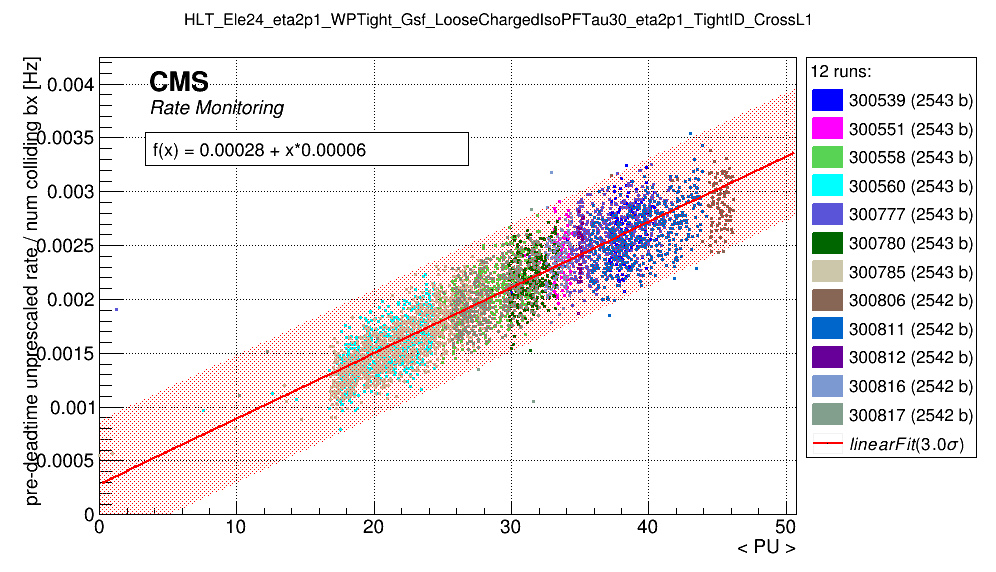 HLT_Ele24_eta2p1_WPTight_Gsf_LooseChargedIsoPFTau30_eta2p1_TightID_CrossL1
pre-deadtime unprescaled rate / num colliding bx [Hz]
CMS
Rate Monitoring
f(x) = 0.00028 + x*0.00006
0.004
0.0035
0.003
0.0025
0.002
0.0015
0.001
0.0005
0
0 10 20 30 40 50
< PU >
12 runs:
300539 (2543 b)
300551 (2543 b)
300558 (2543 b)
300560 (2543 b)
300777 (2543 b)
300780 (2543 b)
300785 (2543 b)
300806 (2542 b)
300811 (2542 b)
300812 (2542 b)
300816 (2542 b)
300817 (2542 b)
linearFit(3.0σ)